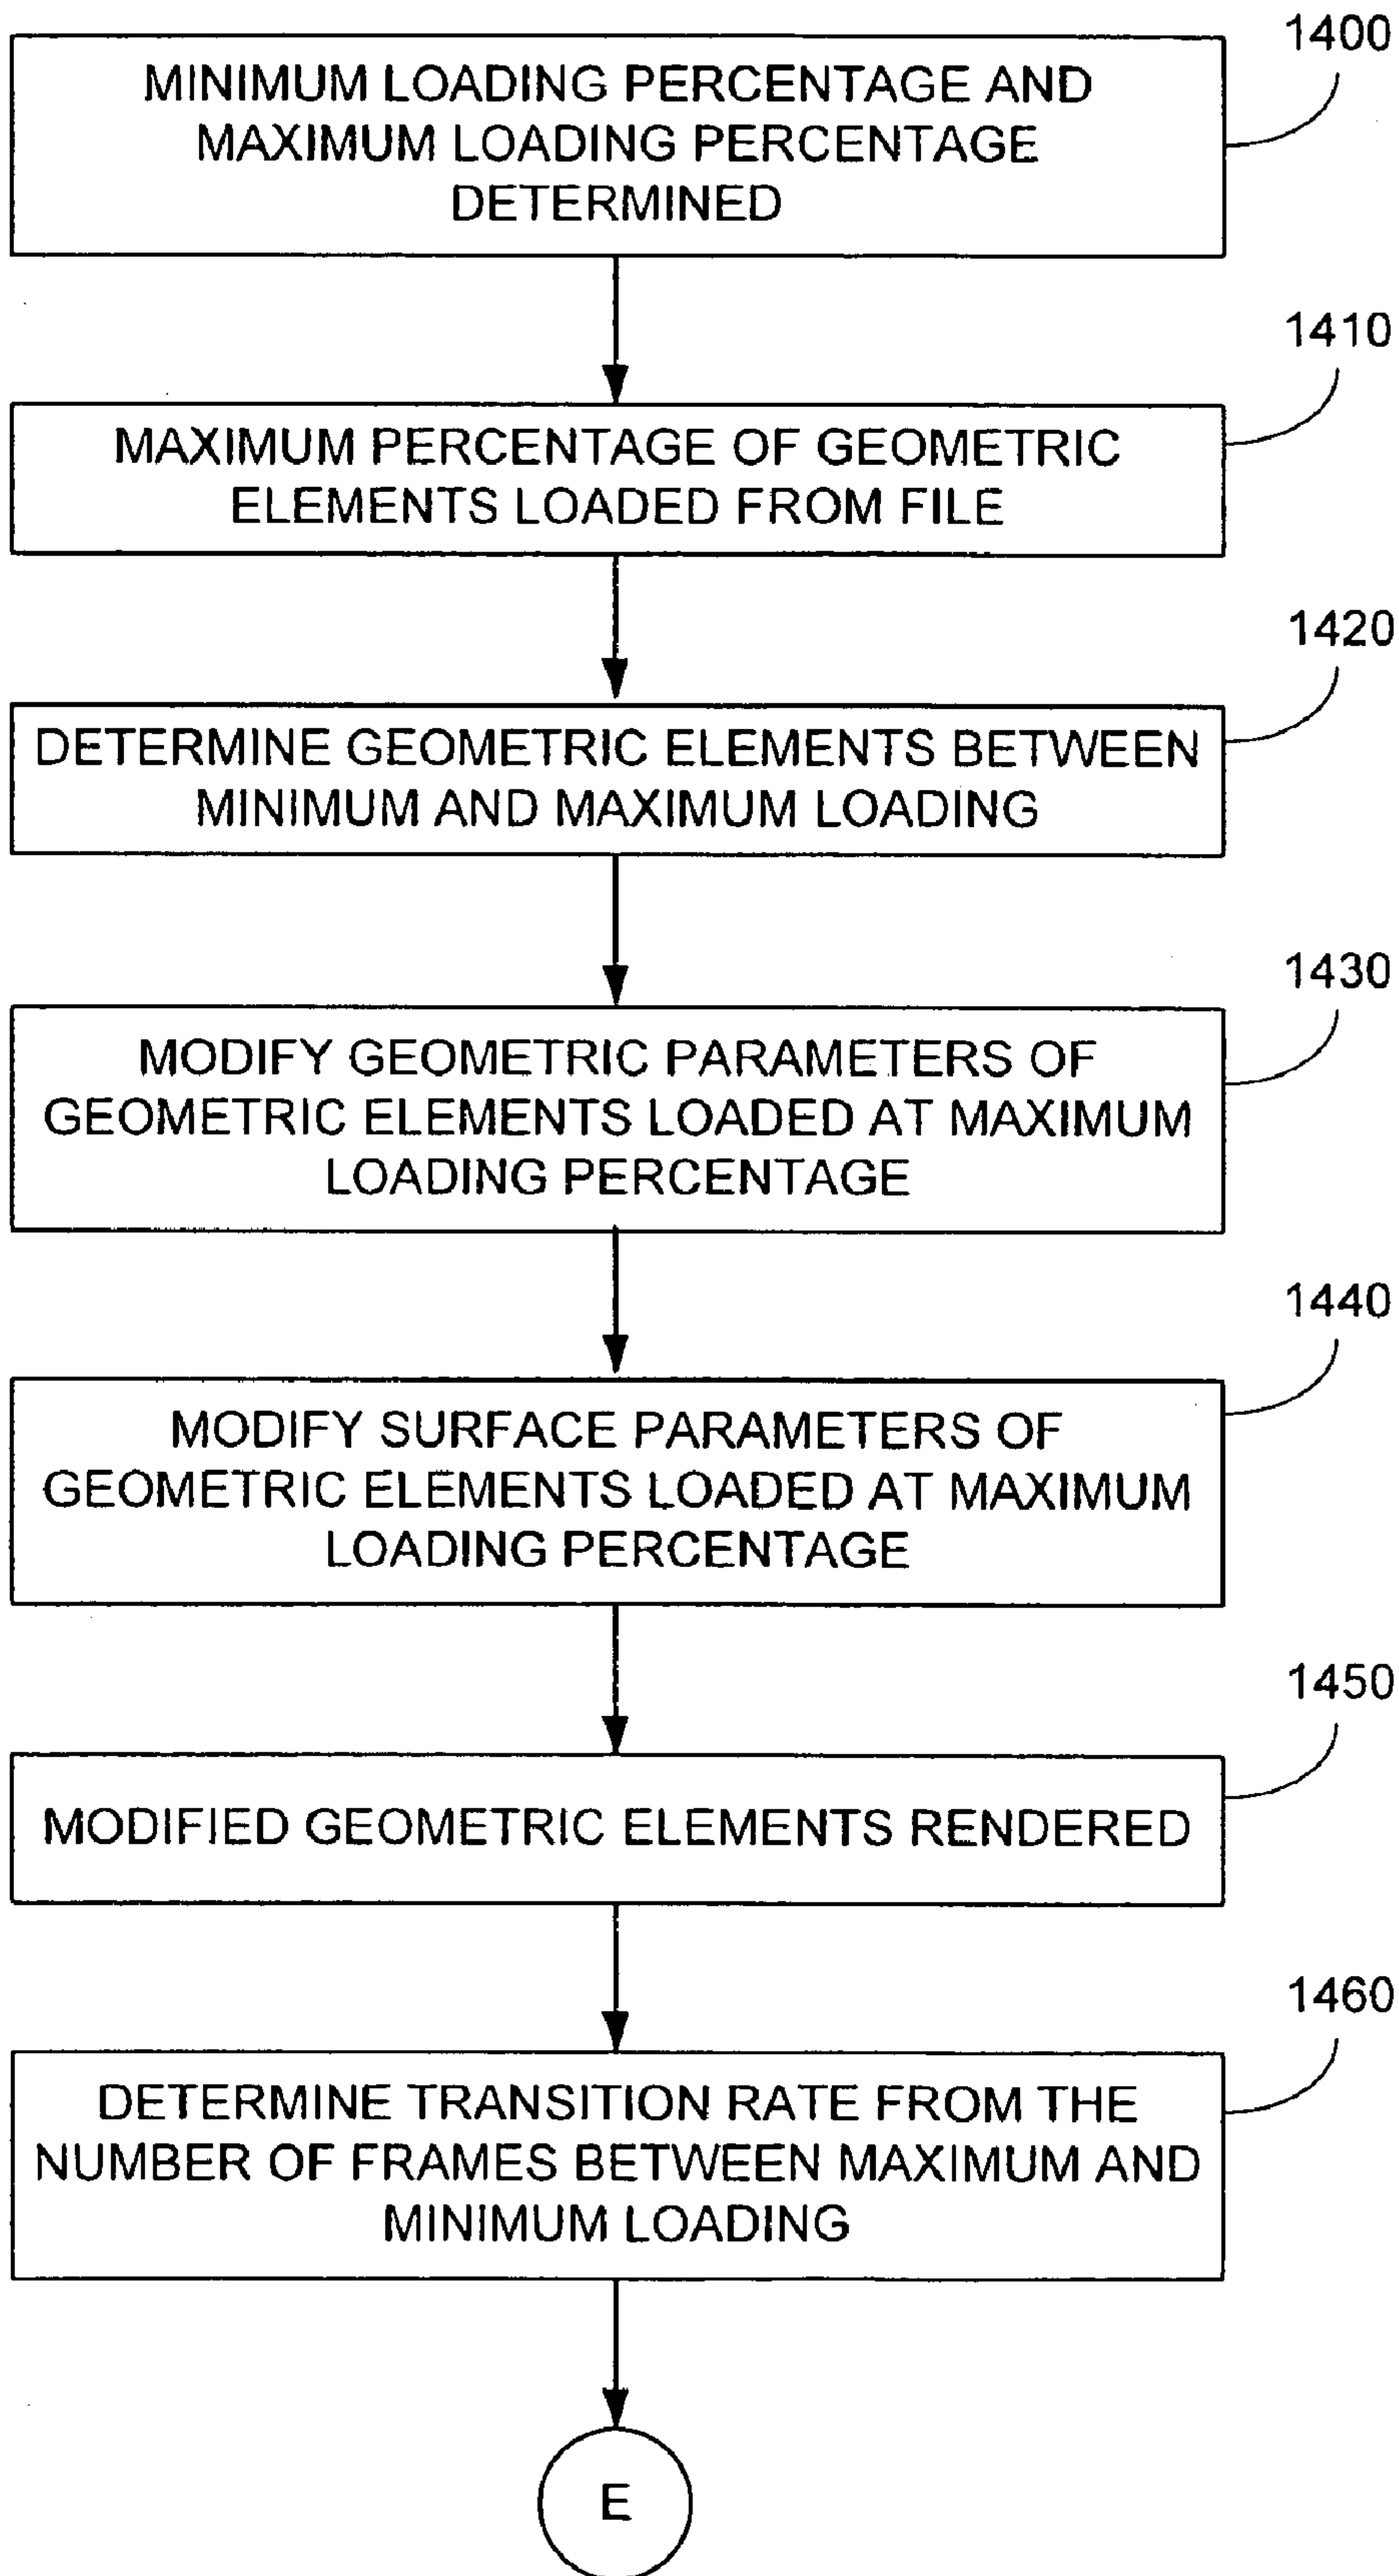 1400
MINIMUM LOADING PERCENTAGE AND
MAXIMUM LOADING PERCENTAGE
DETERMINED
1410
MAXIMUM PERCENTAGE OF GEOMETRIC
ELEMENTS LOADED FROM FILE
1420
DETERMINE GEOMETRIC ELEMENTS BETWEEN
MINIMUM AND MAXIMUM LOADING
1430
MODIFY GEOMETRIC PARAMETERS OF
GEOMETRIC ELEMENTS LOADED AT MAXIMUM
LOADING PERCENTAGE
1440
MODIFY SURFACE PARAMETERS OF
GEOMETRIC ELEMENTS LOADED AT MAXIMUM
LOADING PERCENTAGE
1450
MODIFIED GEOMETRIC ELEMENTS RENDERED
1460
DETERMINE TRANSITION RATE FROM THE
NUMBER OF FRAMES BETWEEN MAXIMUM AND
MINIMUM LOADING
E